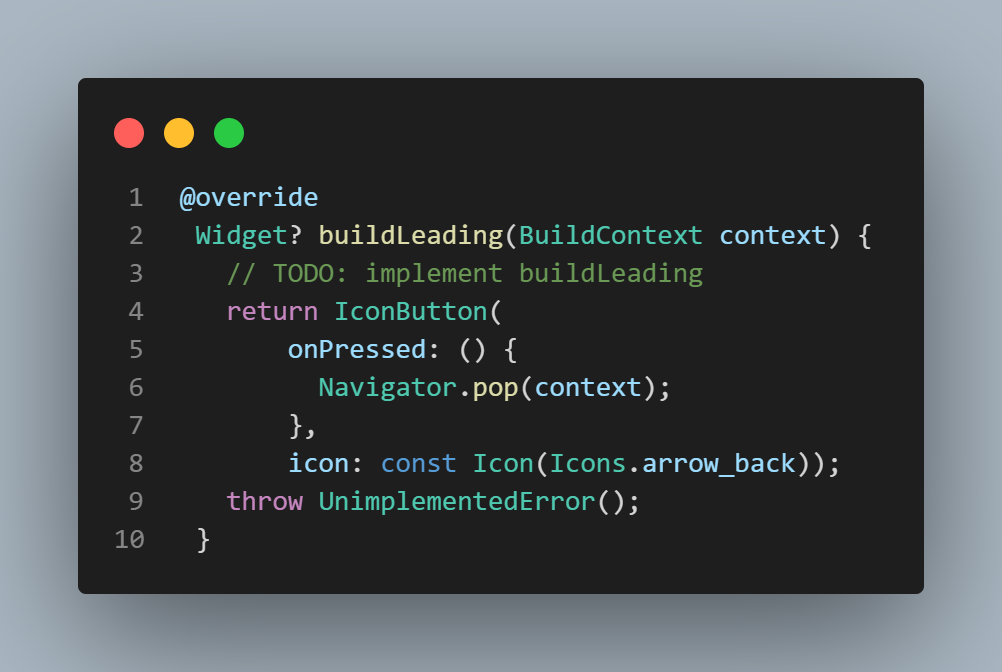 1 @override
2  Widget? buildLeading(BuildContext context) {
3    // TODO: implement buildLeading
4    return IconButton(
5        onPressed: () {
6          Navigator.pop(context);
7        },
8        icon: const Icon(Icons.arrow_back));
9    throw UnimplementedError();
10  }